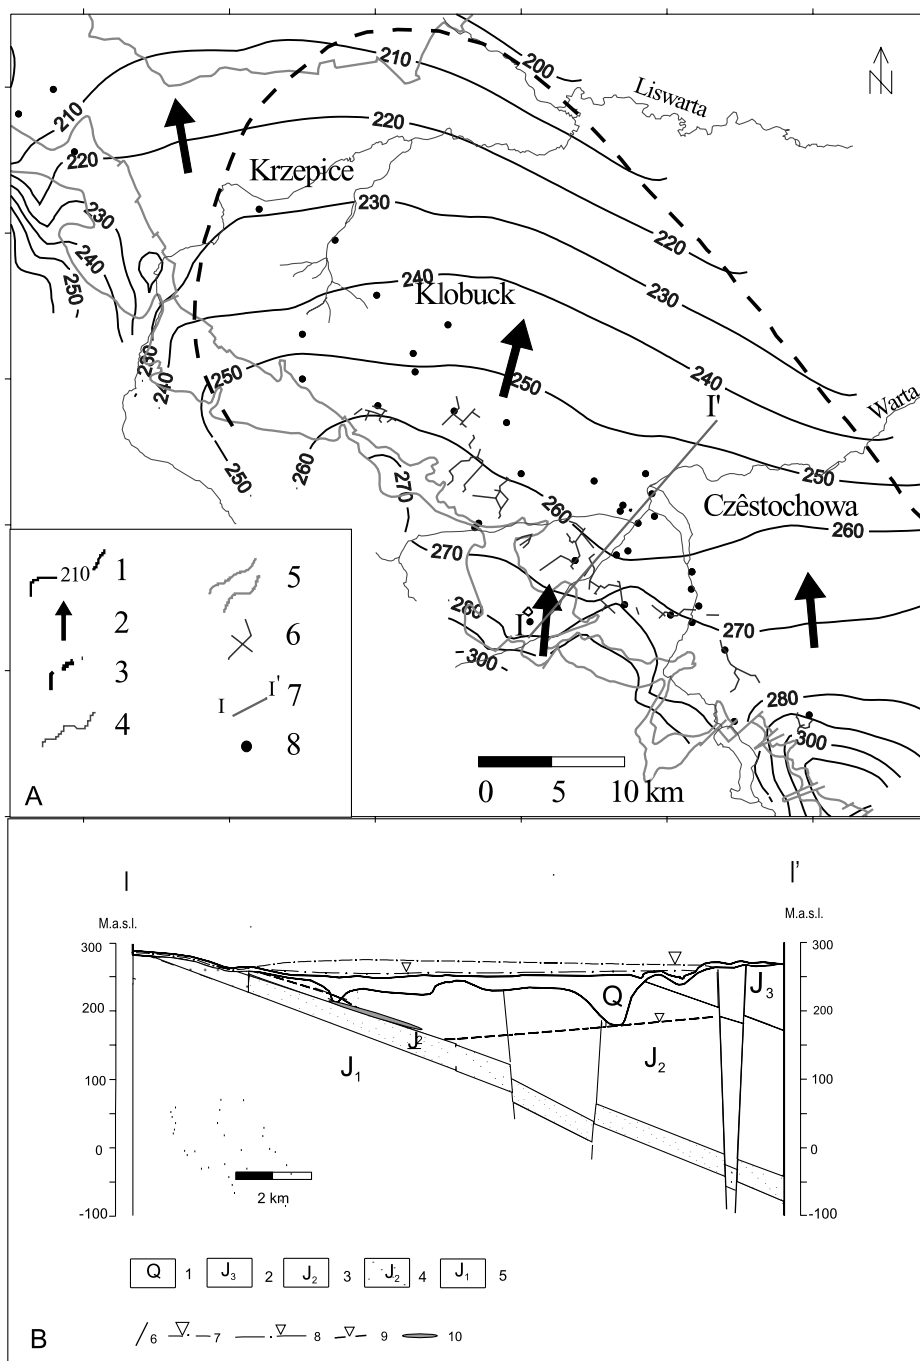 210
200
Liswarta
N
210
220
220
Krzepice
230
230
220
240
240
250
Klobuck
230
230
240
250
250
240
I'
Warta
250
260
270
250
Czêstochowa
260
260
270
280
I
270
300
280
300
210 1
2
3
4
5
6
I I' 7
8
0 5 10 km
A
I I'
M.a.s.l. M.a.s.l.
300 300
200 200
100 100
0 0
-100 -100
Q
J3
J2
J2
J1
2 km
Q 1 J3 2 J2 3 J2 4 J1 5
6 7 8 9 10
B